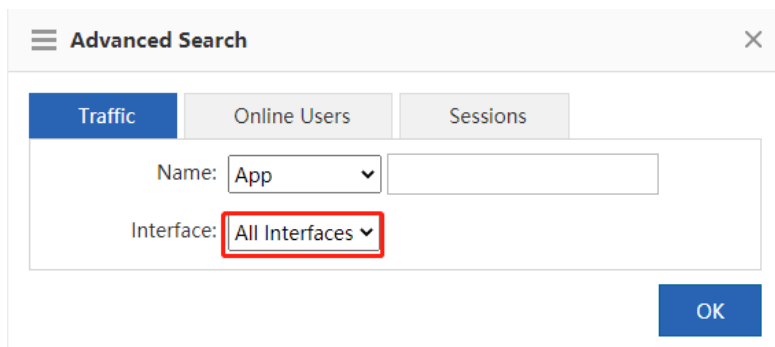 Advanced Search
Traffic Online Users Sessions
Name: App
Interface: All Interfaces
OK